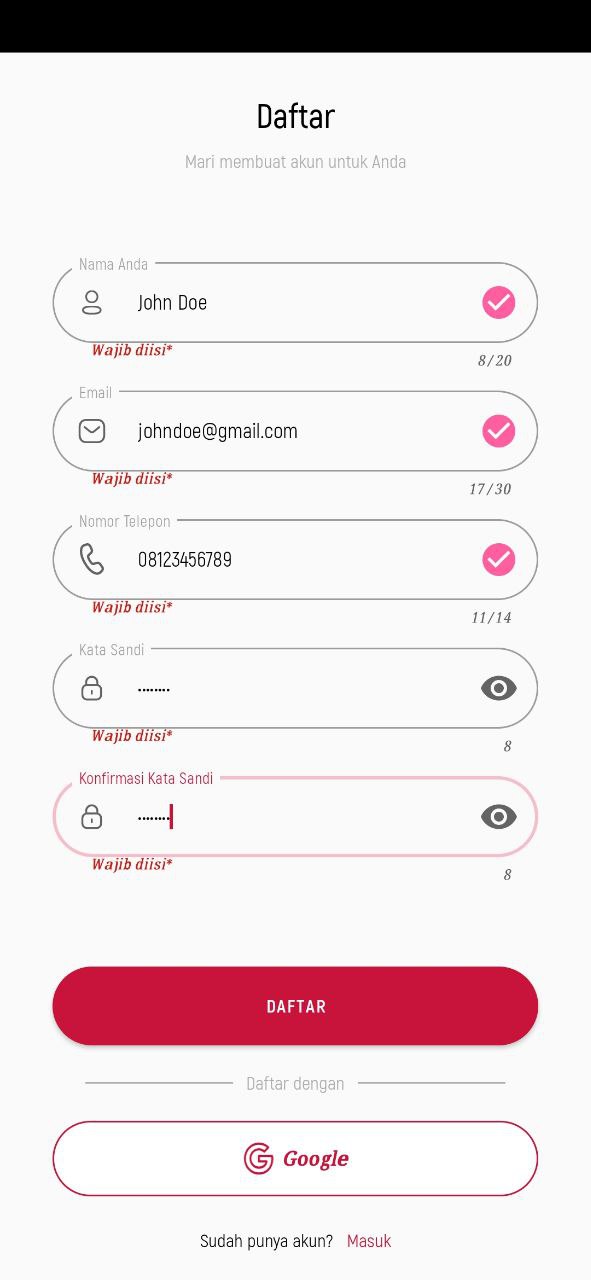 Daftar
Mari membuat akun untuk Anda
Nama Anda
John Doe
Wajib diisi*
8/20
Email
johndoe@gmail.com
Wajib diisi*
17/30
Nomor Telepon
08123456789
Wajib diisi*
11/14
Kata Sandi
········
Wajib diisi*
8
Konfirmasi Kata Sandi
········
Wajib diisi*
8
DAFTAR
Daftar dengan
Google
Sudah punya akun? Masuk